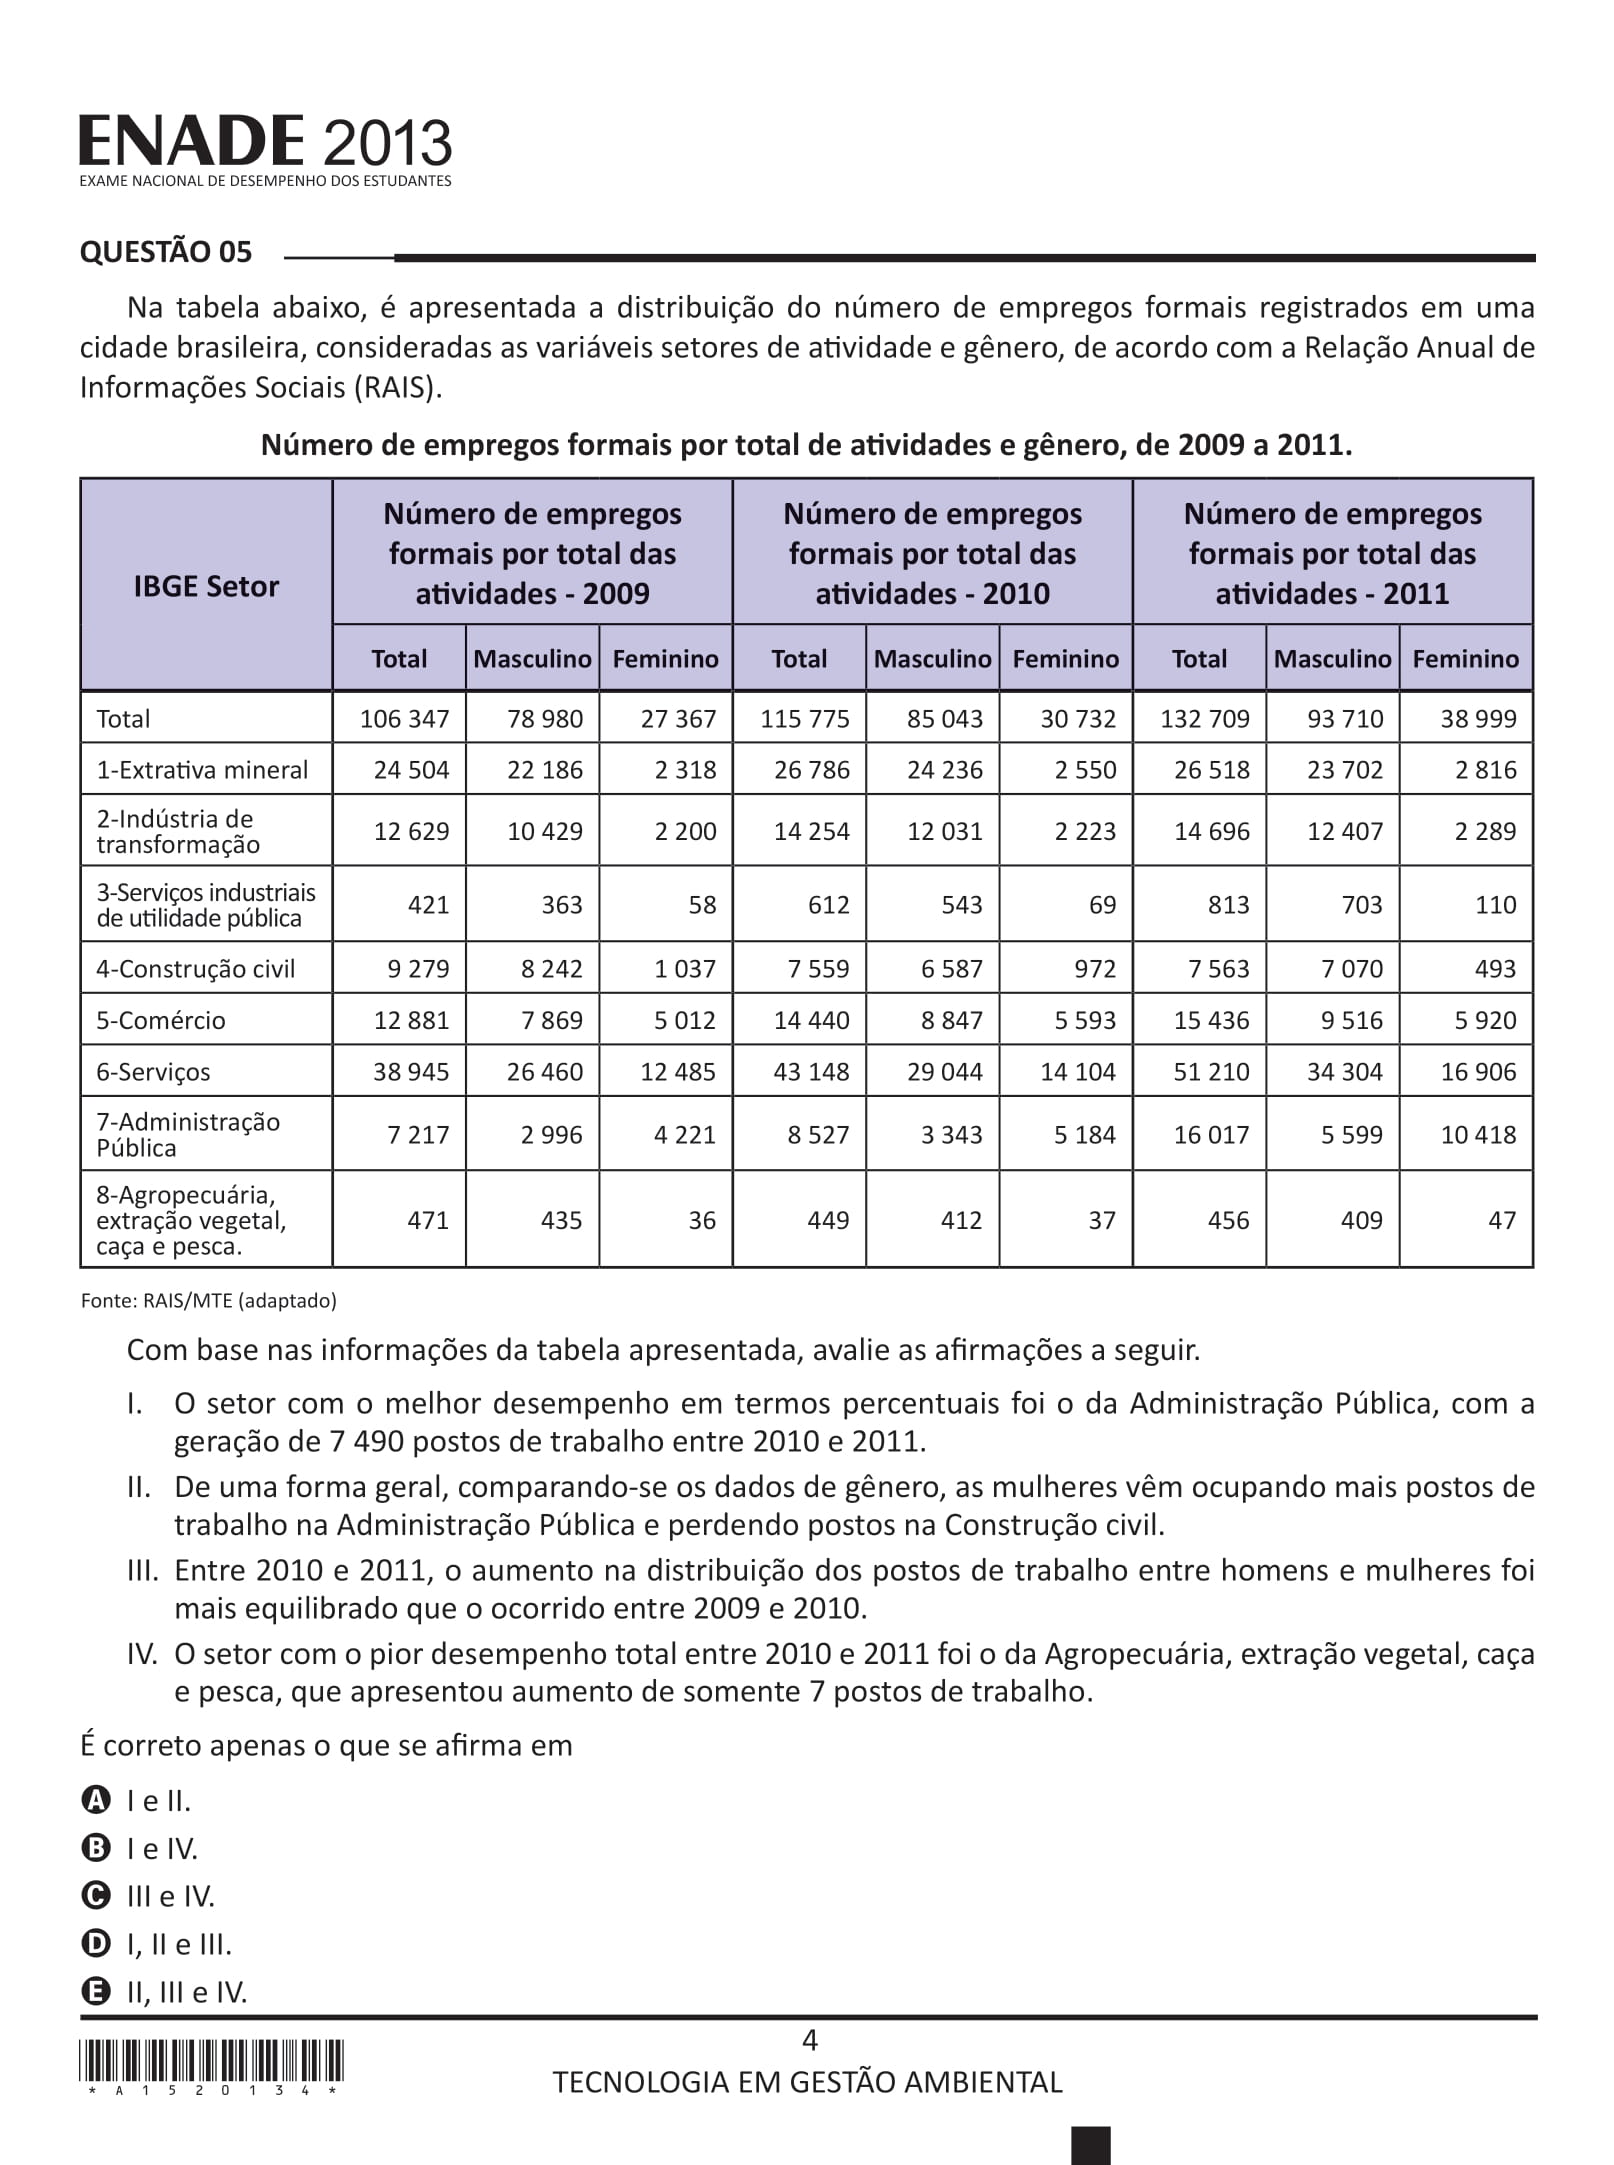 ENADE 2013
EXAME NACIONAL DE DESEMPENHO DOS ESTUDANTES
QUESTÃO 05
Na tabela abaixo, é apresentada a distribuição do número de empregos formais registrados em uma
cidade brasileira, consideradas as variáveis setores de atividade e gênero, de acordo com a Relação Anual de
Informações Sociais (RAIS).
Número de empregos formais por total de atividades e gênero, de 2009 a 2011.
IBGE Setor
Número de empregos
formais por total das
atividades - 2009
Número de empregos
formais por total das
atividades - 2010
Número de empregos
formais por total das
atividades - 2011
Total Masculino Feminino Total Masculino Feminino Total Masculino Feminino
Total 106 347 78 980 27 367 115 775 85 043 30 732 132 709 93 710 38 999
1-Extrativa mineral 24 504 22 186 2 318 26 786 24 236 2 550 26 518 23 702 2 816
2-Indústria de
transformação 12 629 10 429 2 200 14 254 12 031 2 223 14 696 12 407 2 289
3-Serviços industriais
de utilidade pública 421 363 58 612 543 69 813 703 110
4-Construção civil 9 279 8 242 1 037 7 559 6 587 972 7 563 7 070 493
5-Comércio 12 881 7 869 5 012 14 440 8 847 5 593 15 436 9 516 5 920
6-Serviços 38 945 26 460 12 485 43 148 29 044 14 104 51 210 34 304 16 906
7-Administração
Pública 7 217 2 996 4 221 8 527 3 343 5 184 16 017 5 599 10 418
8-Agropecuária,
extração vegetal,
caça e pesca. 471 435 36 449 412 37 456 409 47
Fonte: RAIS/MTE (adaptado)
Com base nas informações da tabela apresentada, avalie as afirmações a seguir.
I. O setor com o melhor desempenho em termos percentuais foi o da Administração Pública, com a
geração de 7 490 postos de trabalho entre 2010 e 2011.
II. De uma forma geral, comparando-se os dados de gênero, as mulheres vêm ocupando mais postos de
trabalho na Administração Pública e perdendo postos na Construção civil.
III. Entre 2010 e 2011, o aumento na distribuição dos postos de trabalho entre homens e mulheres foi
mais equilibrado que o ocorrido entre 2009 e 2010.
IV. O setor com o pior desempenho total entre 2010 e 2011 foi o da Agropecuária, extração vegetal, caça
e pesca, que apresentou aumento de somente 7 postos de trabalho.
É correto apenas o que se afirma em
A I e II.
B I e IV.
C III e IV.
D I, II e III.
E II, III e IV.
4
* A 1 5 2 0 1 3 4 *
TECNOLOGIA EM GESTÃO AMBIENTAL